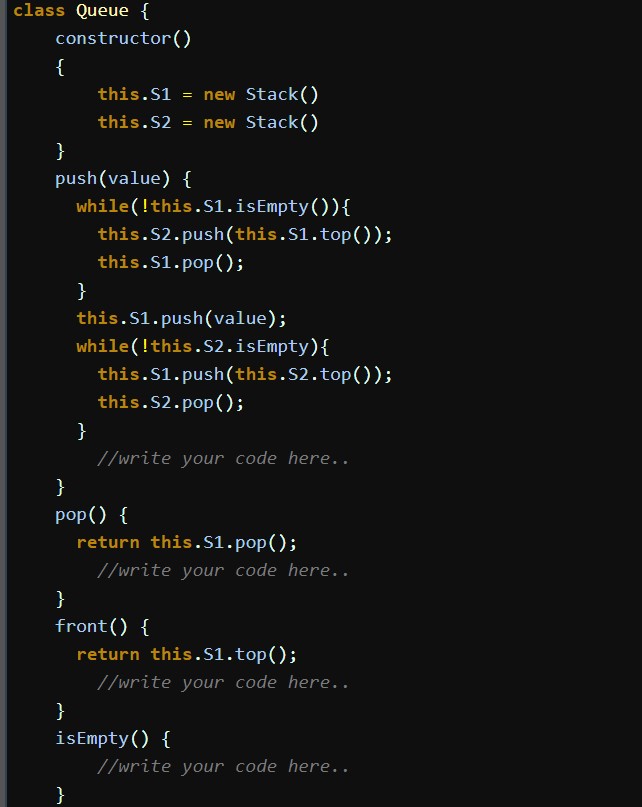 class Queue {
    constructor()
    {
        this.S1 = new Stack()
        this.S2 = new Stack()
    }
    push(value) {
      while(!this.S1.isEmpty()){
        this.S2.push(this.S1.top());
        this.S1.pop();
      }
      this.S1.push(value);
      while(!this.S2.isEmpty){
        this.S1.push(this.S2.top());
        this.S2.pop();
      }
        //write your code here..
    }
    pop() {
      return this.S1.pop();
        //write your code here..
    }
    front() {
      return this.S1.top();
        //write your code here..
    }
    isEmpty() {
        //write your code here..
    }